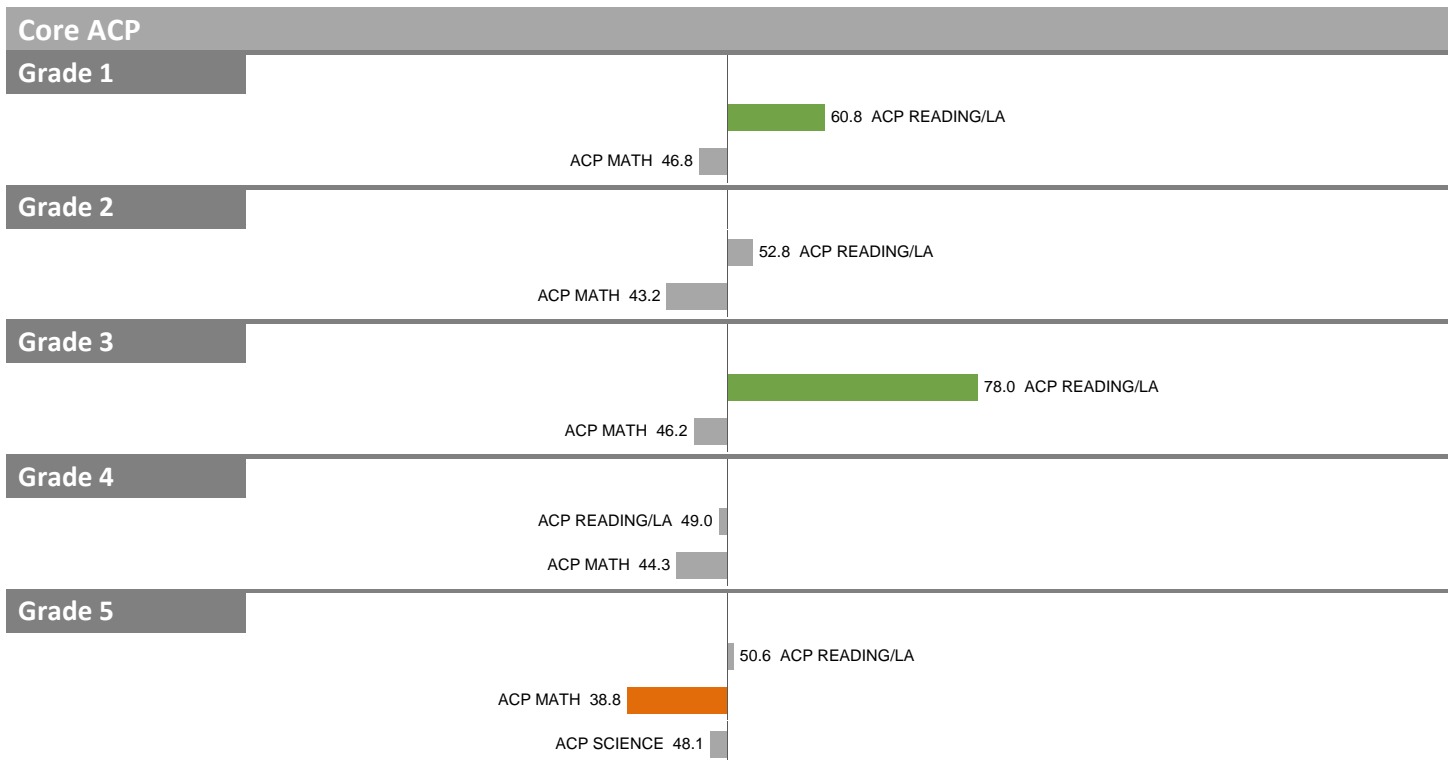 Core ACP
Grade 1
60.8 ACP READING/LA
ACP MATH 46.8
Grade 2
52.8 ACP READING/LA
ACP MATH 43.2
Grade 3
78.0 ACP READING/LA
ACP MATH 46.2
Grade 4
ACP READING/LA 49.0
ACP MATH 44.3
Grade 5
50.6 ACP READING/LA
ACP MATH 38.8
ACP SCIENCE 48.1